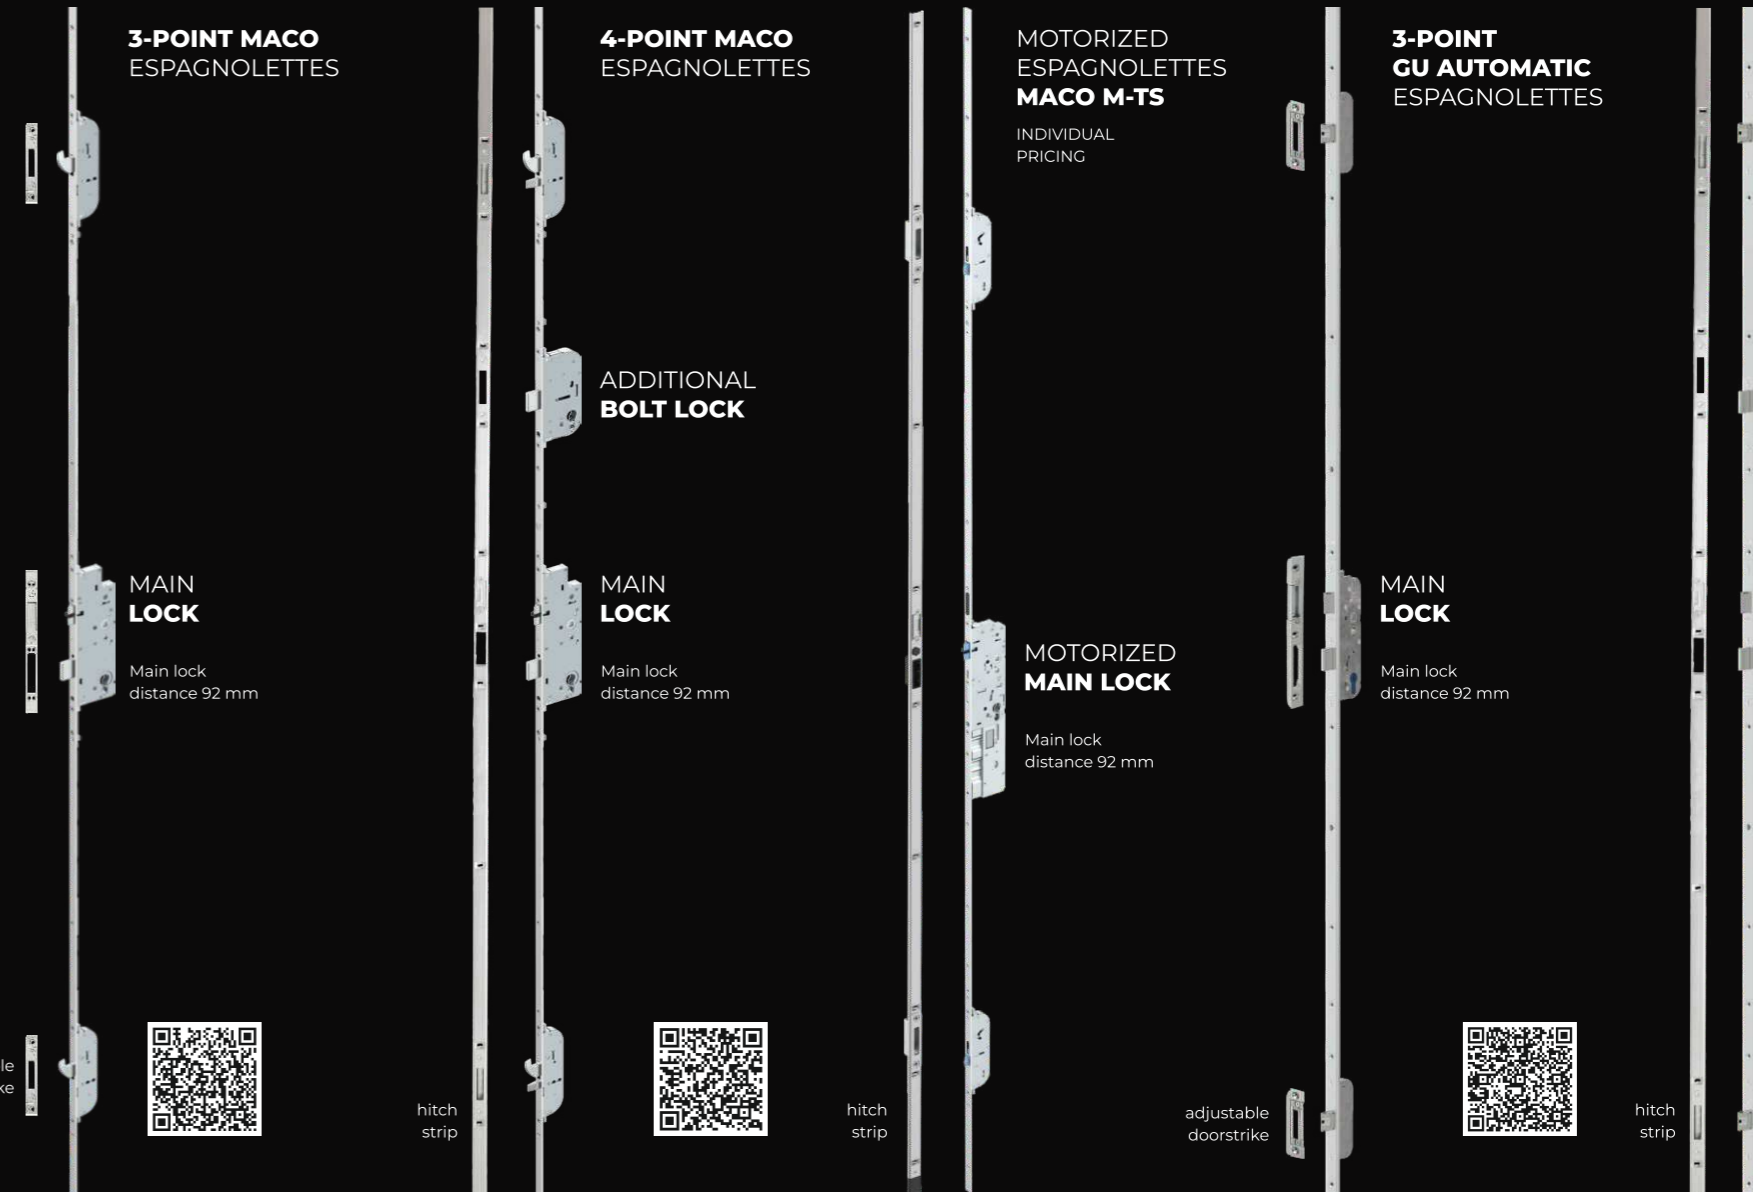 3-POINT MACO
ESPAGNOLETTES
MAIN
LOCK
Main lock
distance 92 mm
hitch
strip
4-POINT MACO
ESPAGNOLETTES
ADDITIONAL
BOLT LOCK
MAIN
LOCK
Main lock
distance 92 mm
hitch
strip
MOTORIZED
ESPAGNOLETTES
MACO M-TS
INDIVIDUAL
PRICING
MOTORIZED
MAIN LOCK
Main lock
distance 92 mm
adjustable
doorstrike
3-POINT
GU AUTOMATIC
ESPAGNOLETTES
MAIN
LOCK
Main lock
distance 92 mm
hitch
strip